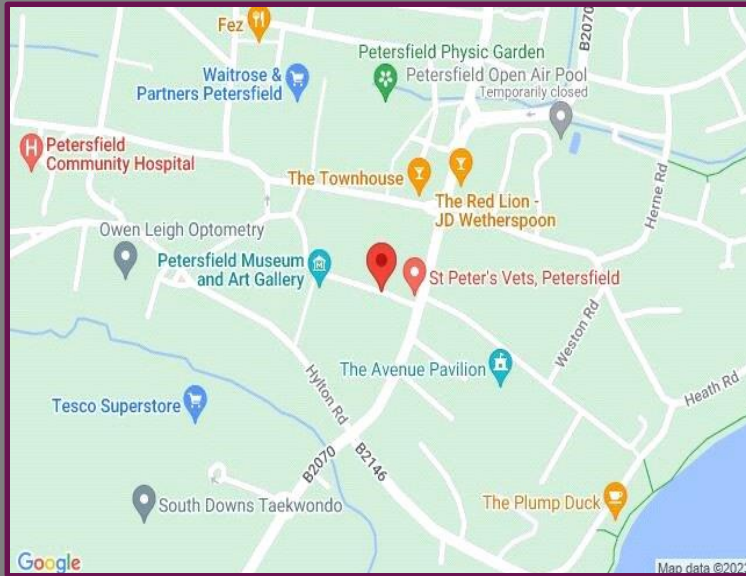 Fez
B2070
Petersfield Physic Garden
Petersfield Open Air Pool
Temporarily closed
Waitrose &
Partners Petersfield
H
Petersfield
Community Hospital
The Townhouse
The Red Lion -
JD Wetherspoon
Herne Rd
Owen Leigh Optometry
Petersfield Museum
and Art Gallery
St Peter's Vets, Petersfield
Weston Rd
The Avenue Pavilion
Heath Rd
Hylton Rd
Tesco Superstore
B2070
B2146
South Downs Taekwondo
The Plump Duck
Google
Map data ©202